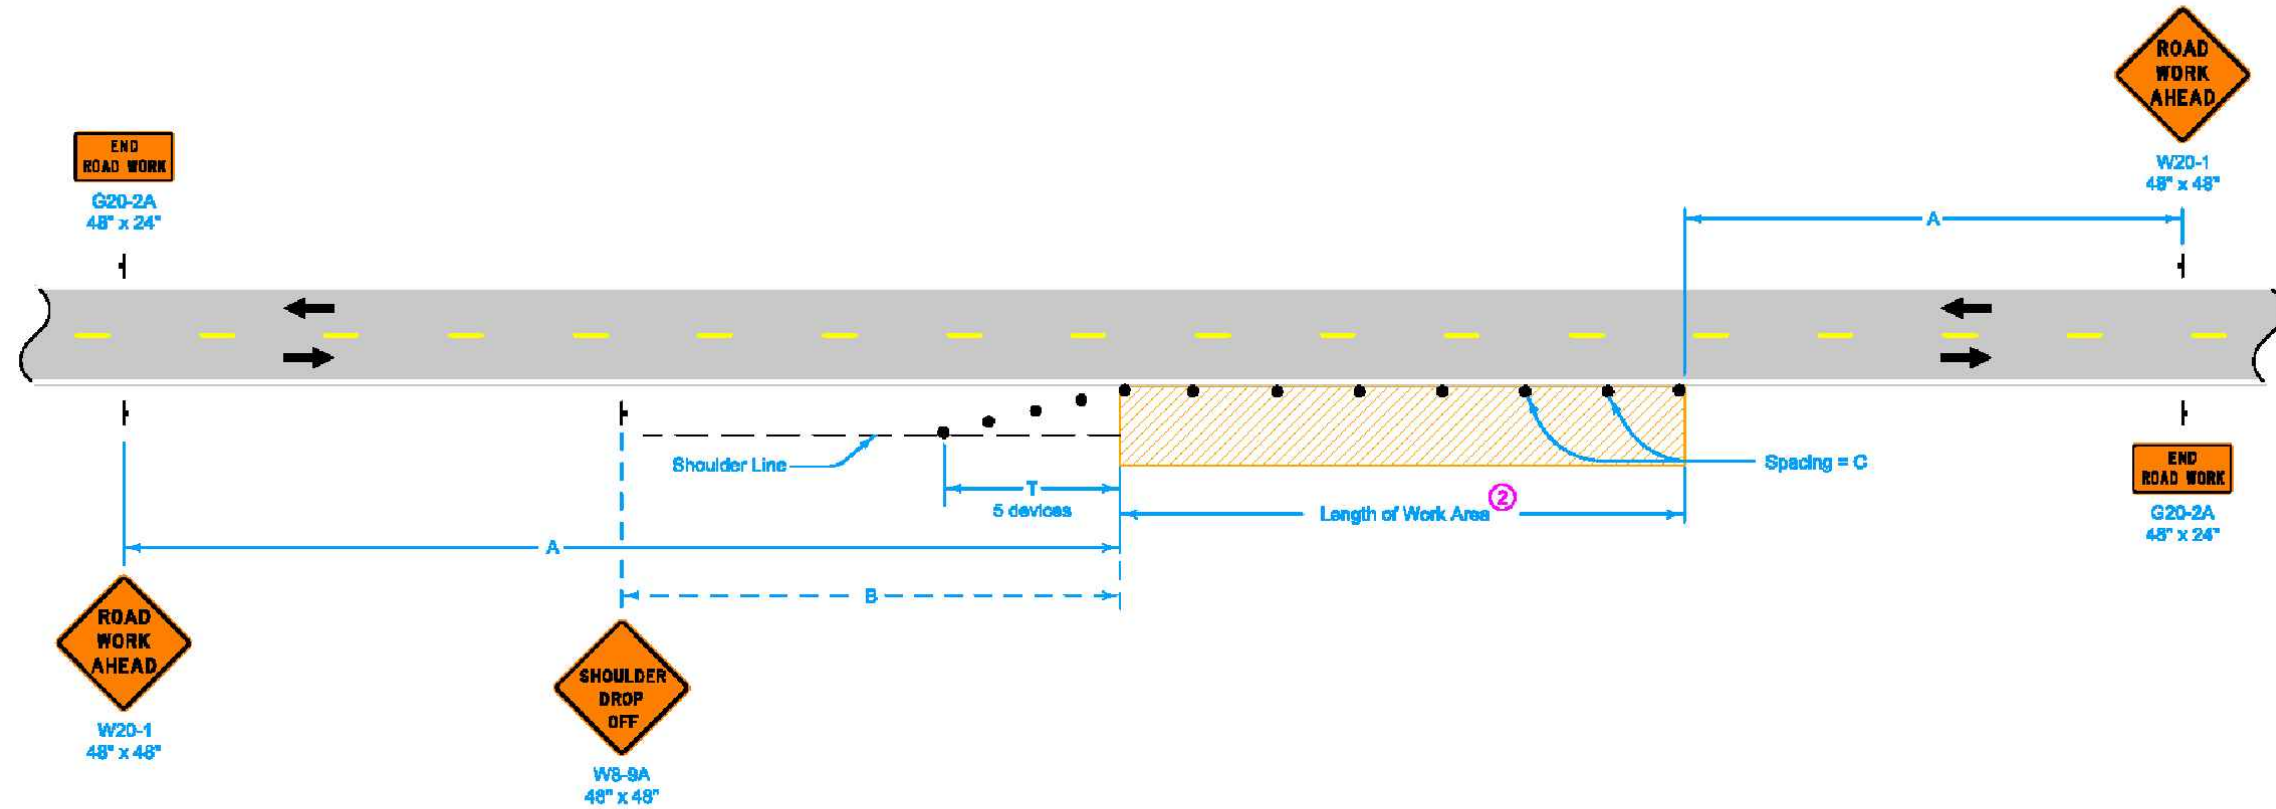 ROAD
WORK
AHEAD
W20-1
48" x 48"
END
ROAD WORK
G20-2A
48" x 24"
A
Shoulder Line
Spacing = C
T
5 devices
2
Length of Work Area
END
ROAD WORK
G20-2A
48" x 24"
A
B
ROAD
WORK
AHEAD
W20-1
48" x 48"
SHOULDER
DROP
OFF
W8-9A
48" x 48"